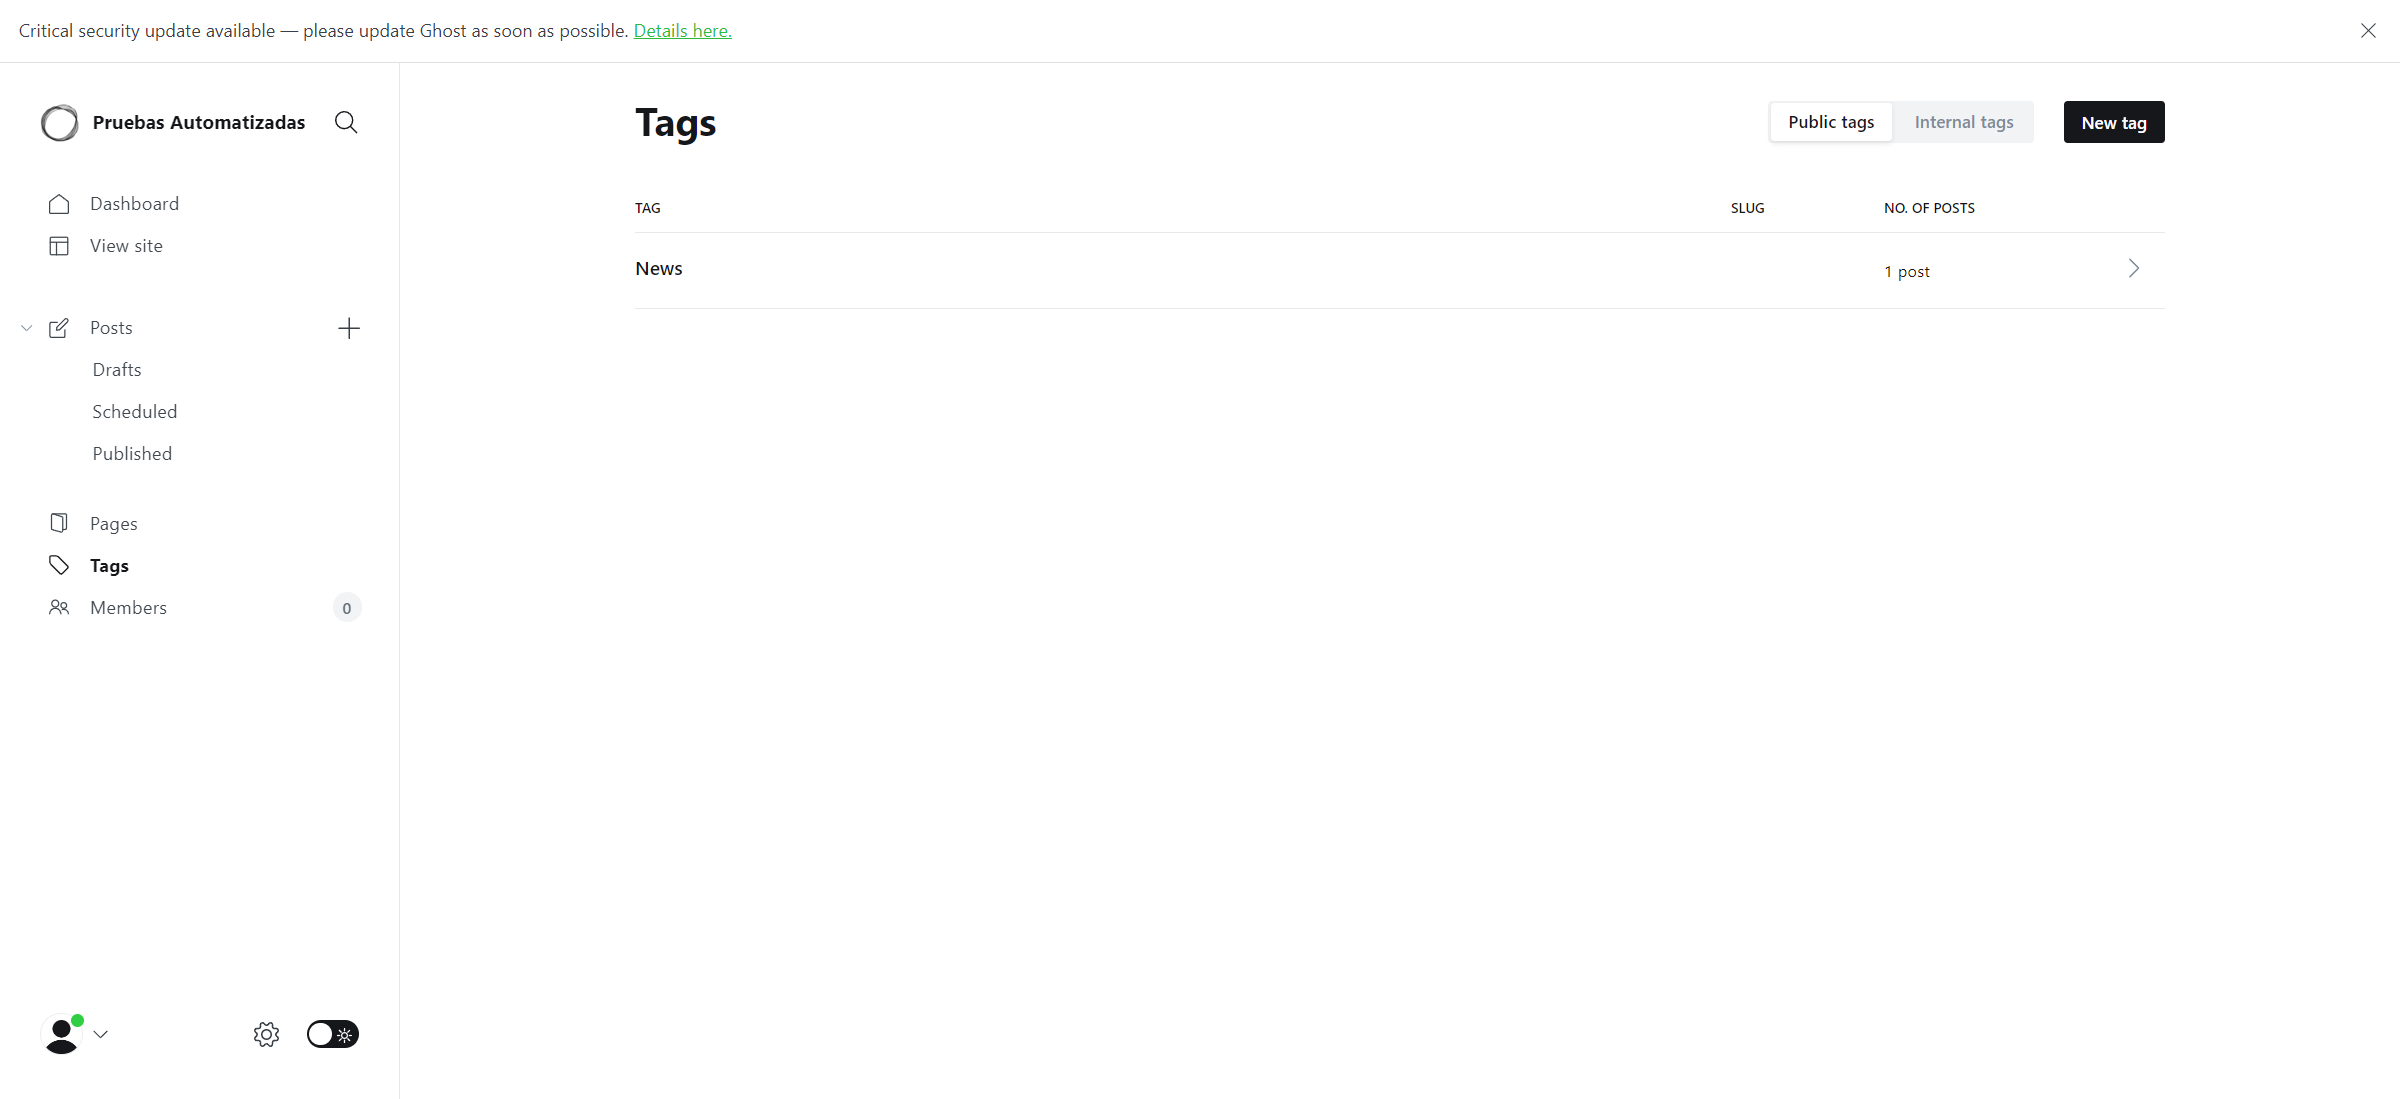 Critical security update available — please update Ghost as soon as possible. Details here.
Pruebas Automatizadas
Dashboard
View site
Posts
Drafts
Scheduled
Published
Pages
Tags
Members 0
Tags
Public tags Internal tags New tag
TAG SLUG NO. OF POSTS
News 1 post